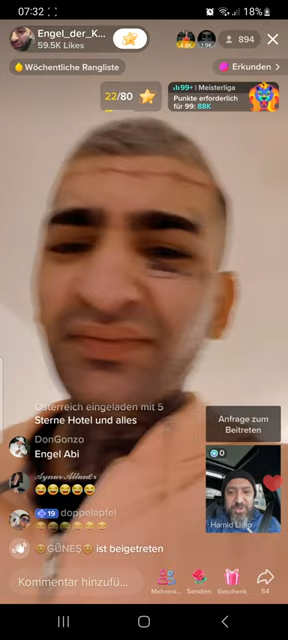 07:32
18%
Engel_der_K...
59.5K Likes
894
Wöchentliche Rangliste
Erkunden >
22/80
99+ | Meisterliga
Punkte erforderlich
für 99: 88K
Österreich eingeladen mit 5
Sterne Hotel und alles
DonGonzo
Engel Abi
Anfrage zum
Beitreten
0
19 doppelapfel
GÜNEŞ ist beigetreten
Hamid Limo
Kommentar hinzufü...
Mehrere...
Senden
Geschenk
54